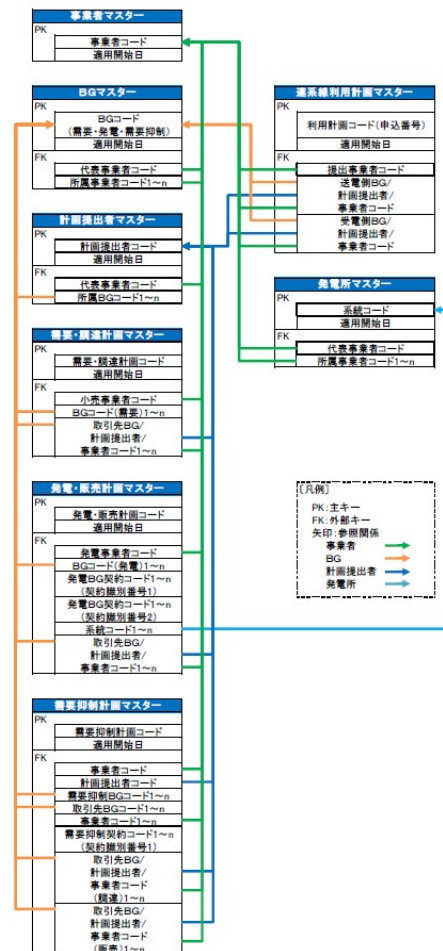 事業者マスター
PK
事業者コード
適用開始日
BGマスター
PK
BGコード
(需要・発電・需要抑制)
適用開始日
FK
代表事業者コード
所属事業者コード1~n
計画提出者マスター
PK
計画提出者コード
適用開始日
FK
代表事業者コード
所属BGコード1~n
需要・調達計画マスター
PK
需要・調達計画コード
適用開始日
FK
小売事業者コード
BGコード(需要)1~n
取引先BG/
計画提出者/
事業者コード1~n
発電・販売計画マスター
PK
発電・販売計画コード
適用開始日
FK
発電事業者コード
BGコード(発電)1~n
発電BG契約コード1~n
(契約識別番号1)
発電BG契約コード1~n
(契約識別番号2)
系統コード1~n
取引先BG/
計画提出者/
事業者コード1~n
需要抑制計画マスター
PK
需要抑制計画コード
適用開始日
FK
事業者コード
計画提出者コード
需要抑制BGコード1~n
取引先BGコード1~n
事業者コード1~n
需要抑制契約コード1~n
(契約識別番号1)
取引先BG/
計画提出者/
事業者コード
(調達)1~n
取引先BG/
計画提出者/
事業者コード
(販売)1~n
連系線利用計画マスター
PK
利用計画コード(申込番号)
適用開始日
FK
提出事業者コード
送電側BG/
計画提出者/
事業者コード
受電側BG/
計画提出者/
事業者コード
発電所マスター
PK
系統コード
適用開始日
FK
代表事業者コード
所属事業者コード1~n
[凡例]
PK:主キー
FK:外部キー
矢印:参照関係
事業者
BG
計画提出者
発電所